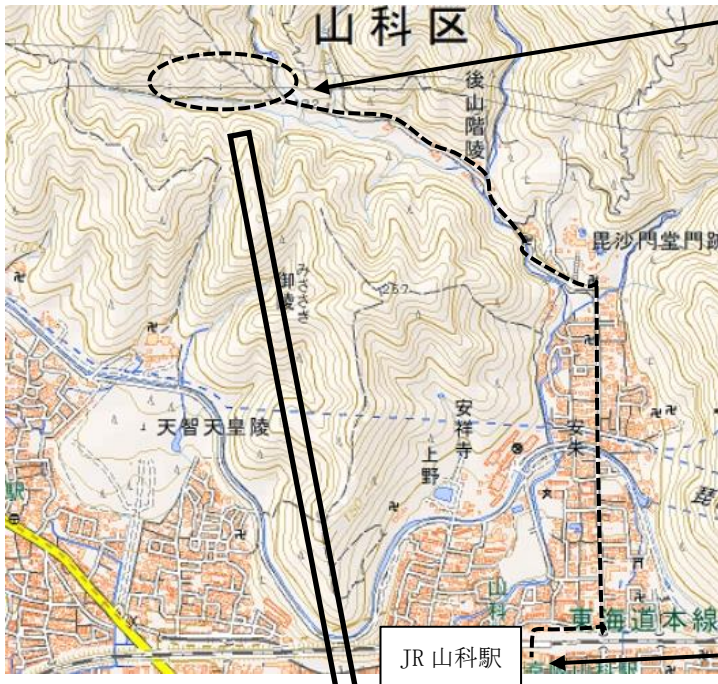 山科区
後山階陵
毘沙門堂門跡
みささぎ
御陵
・257
天智天皇陵
安祥寺
上野
安朱
駅
山科
東海道本線
JR 山科駅